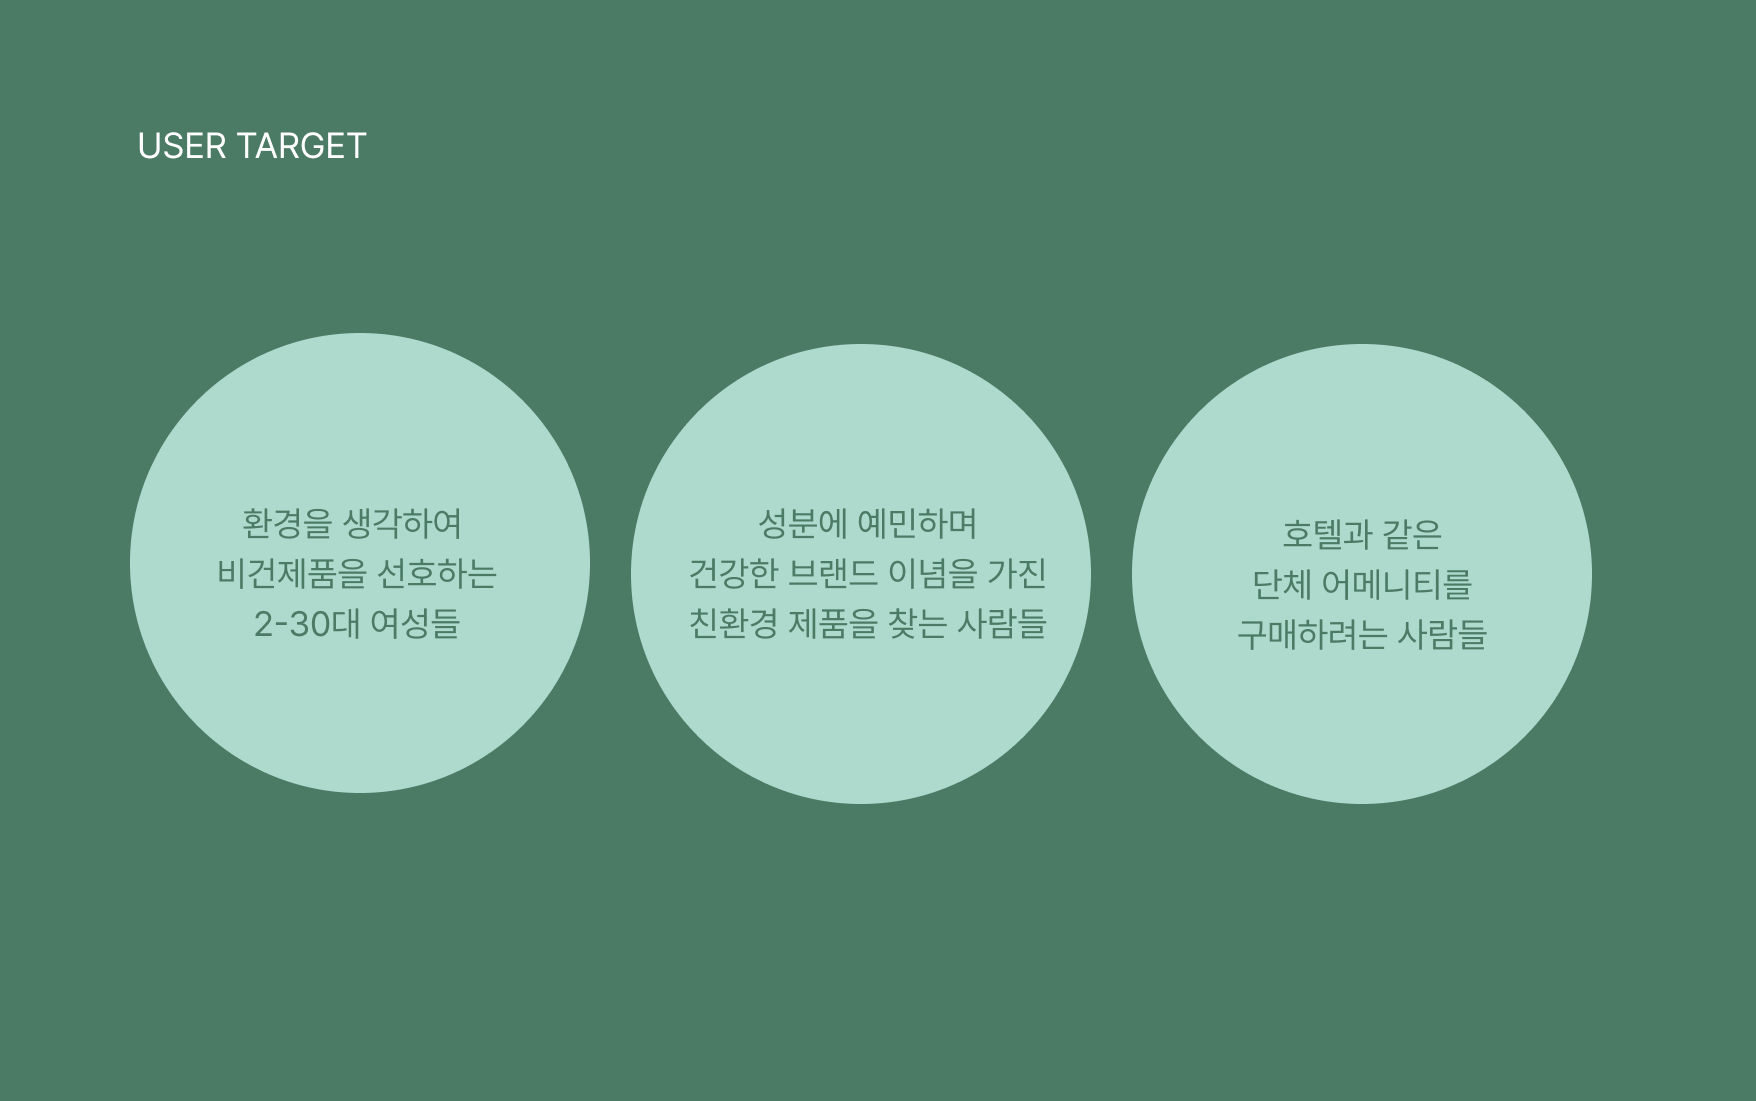 USER TARGET
환경을 생각하여
비건제품을 선호하는
2-30대 여성들
성분에 예민하며
건강한 브랜드 이념을 가진
친환경 제품을 찾는 사람들
호텔과 같은
단체 어메니티를
구매하려는 사람들